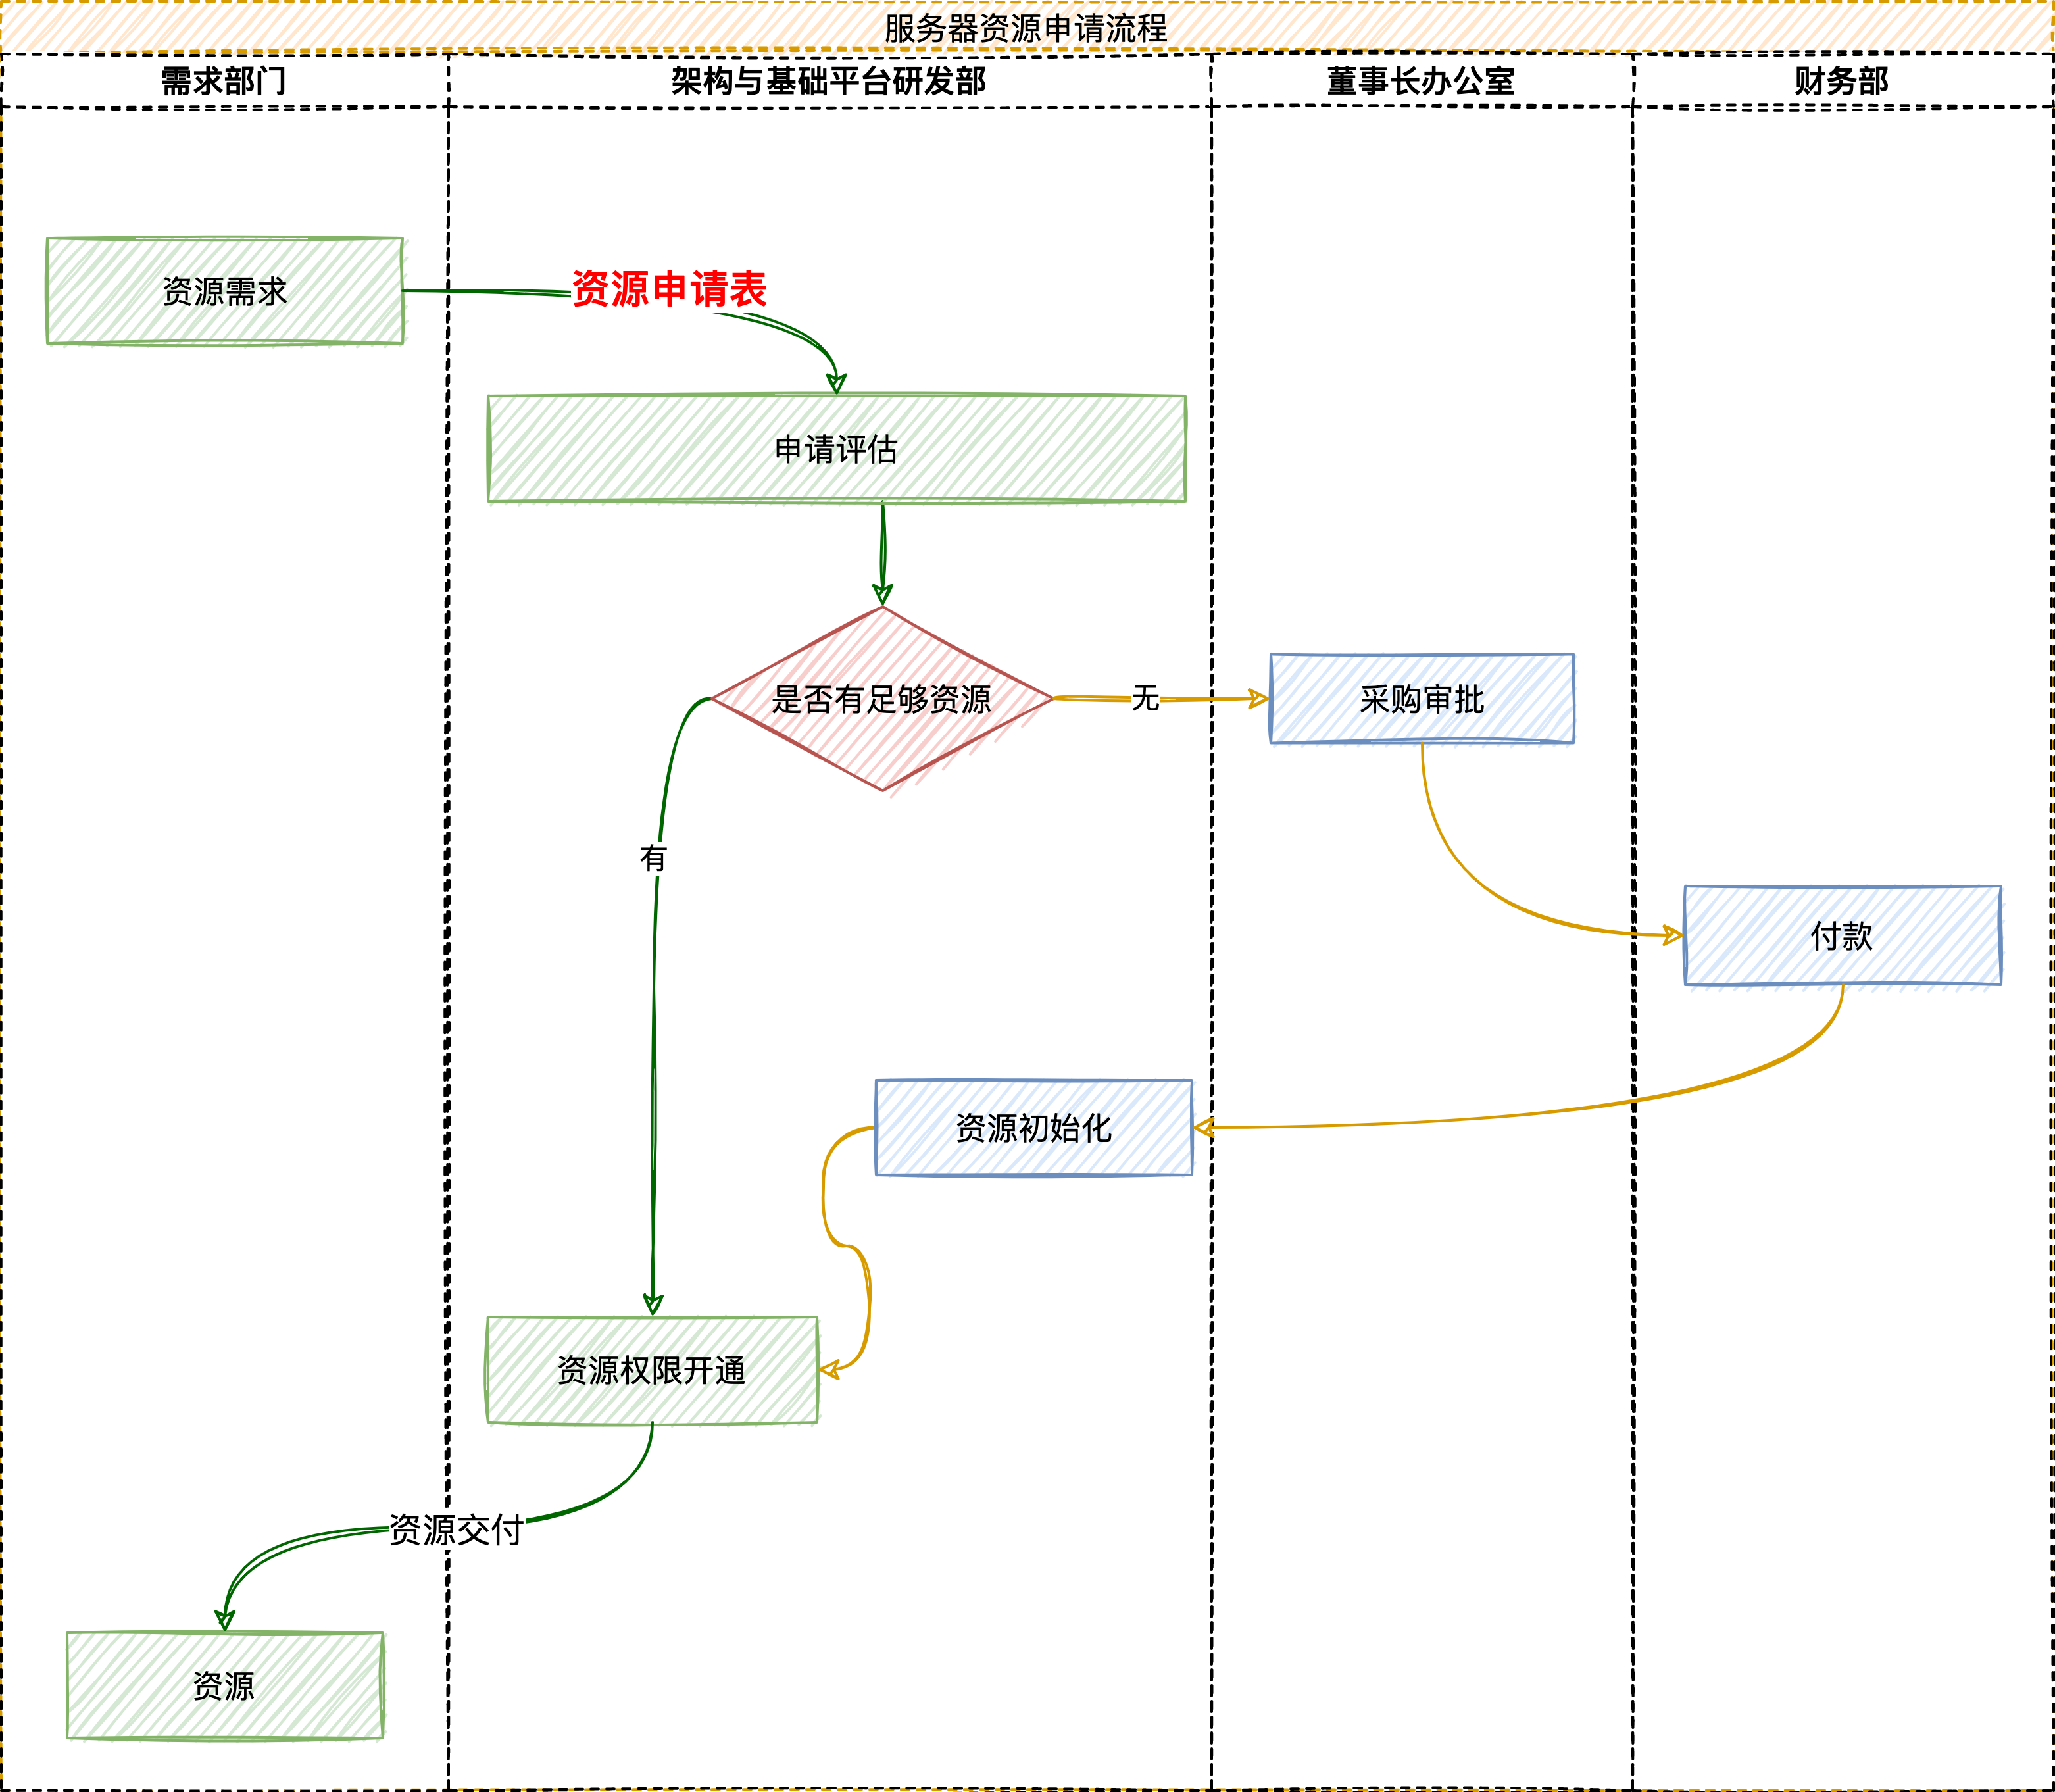 服务器资源申请流程
需求部门
架构与基础平台研发部
董事长办公室
财务部
资源需求
资源申请表
申请评估
是否有足够资源
无
采购审批
有
付款
资源初始化
资源权限开通
资源交付
资源